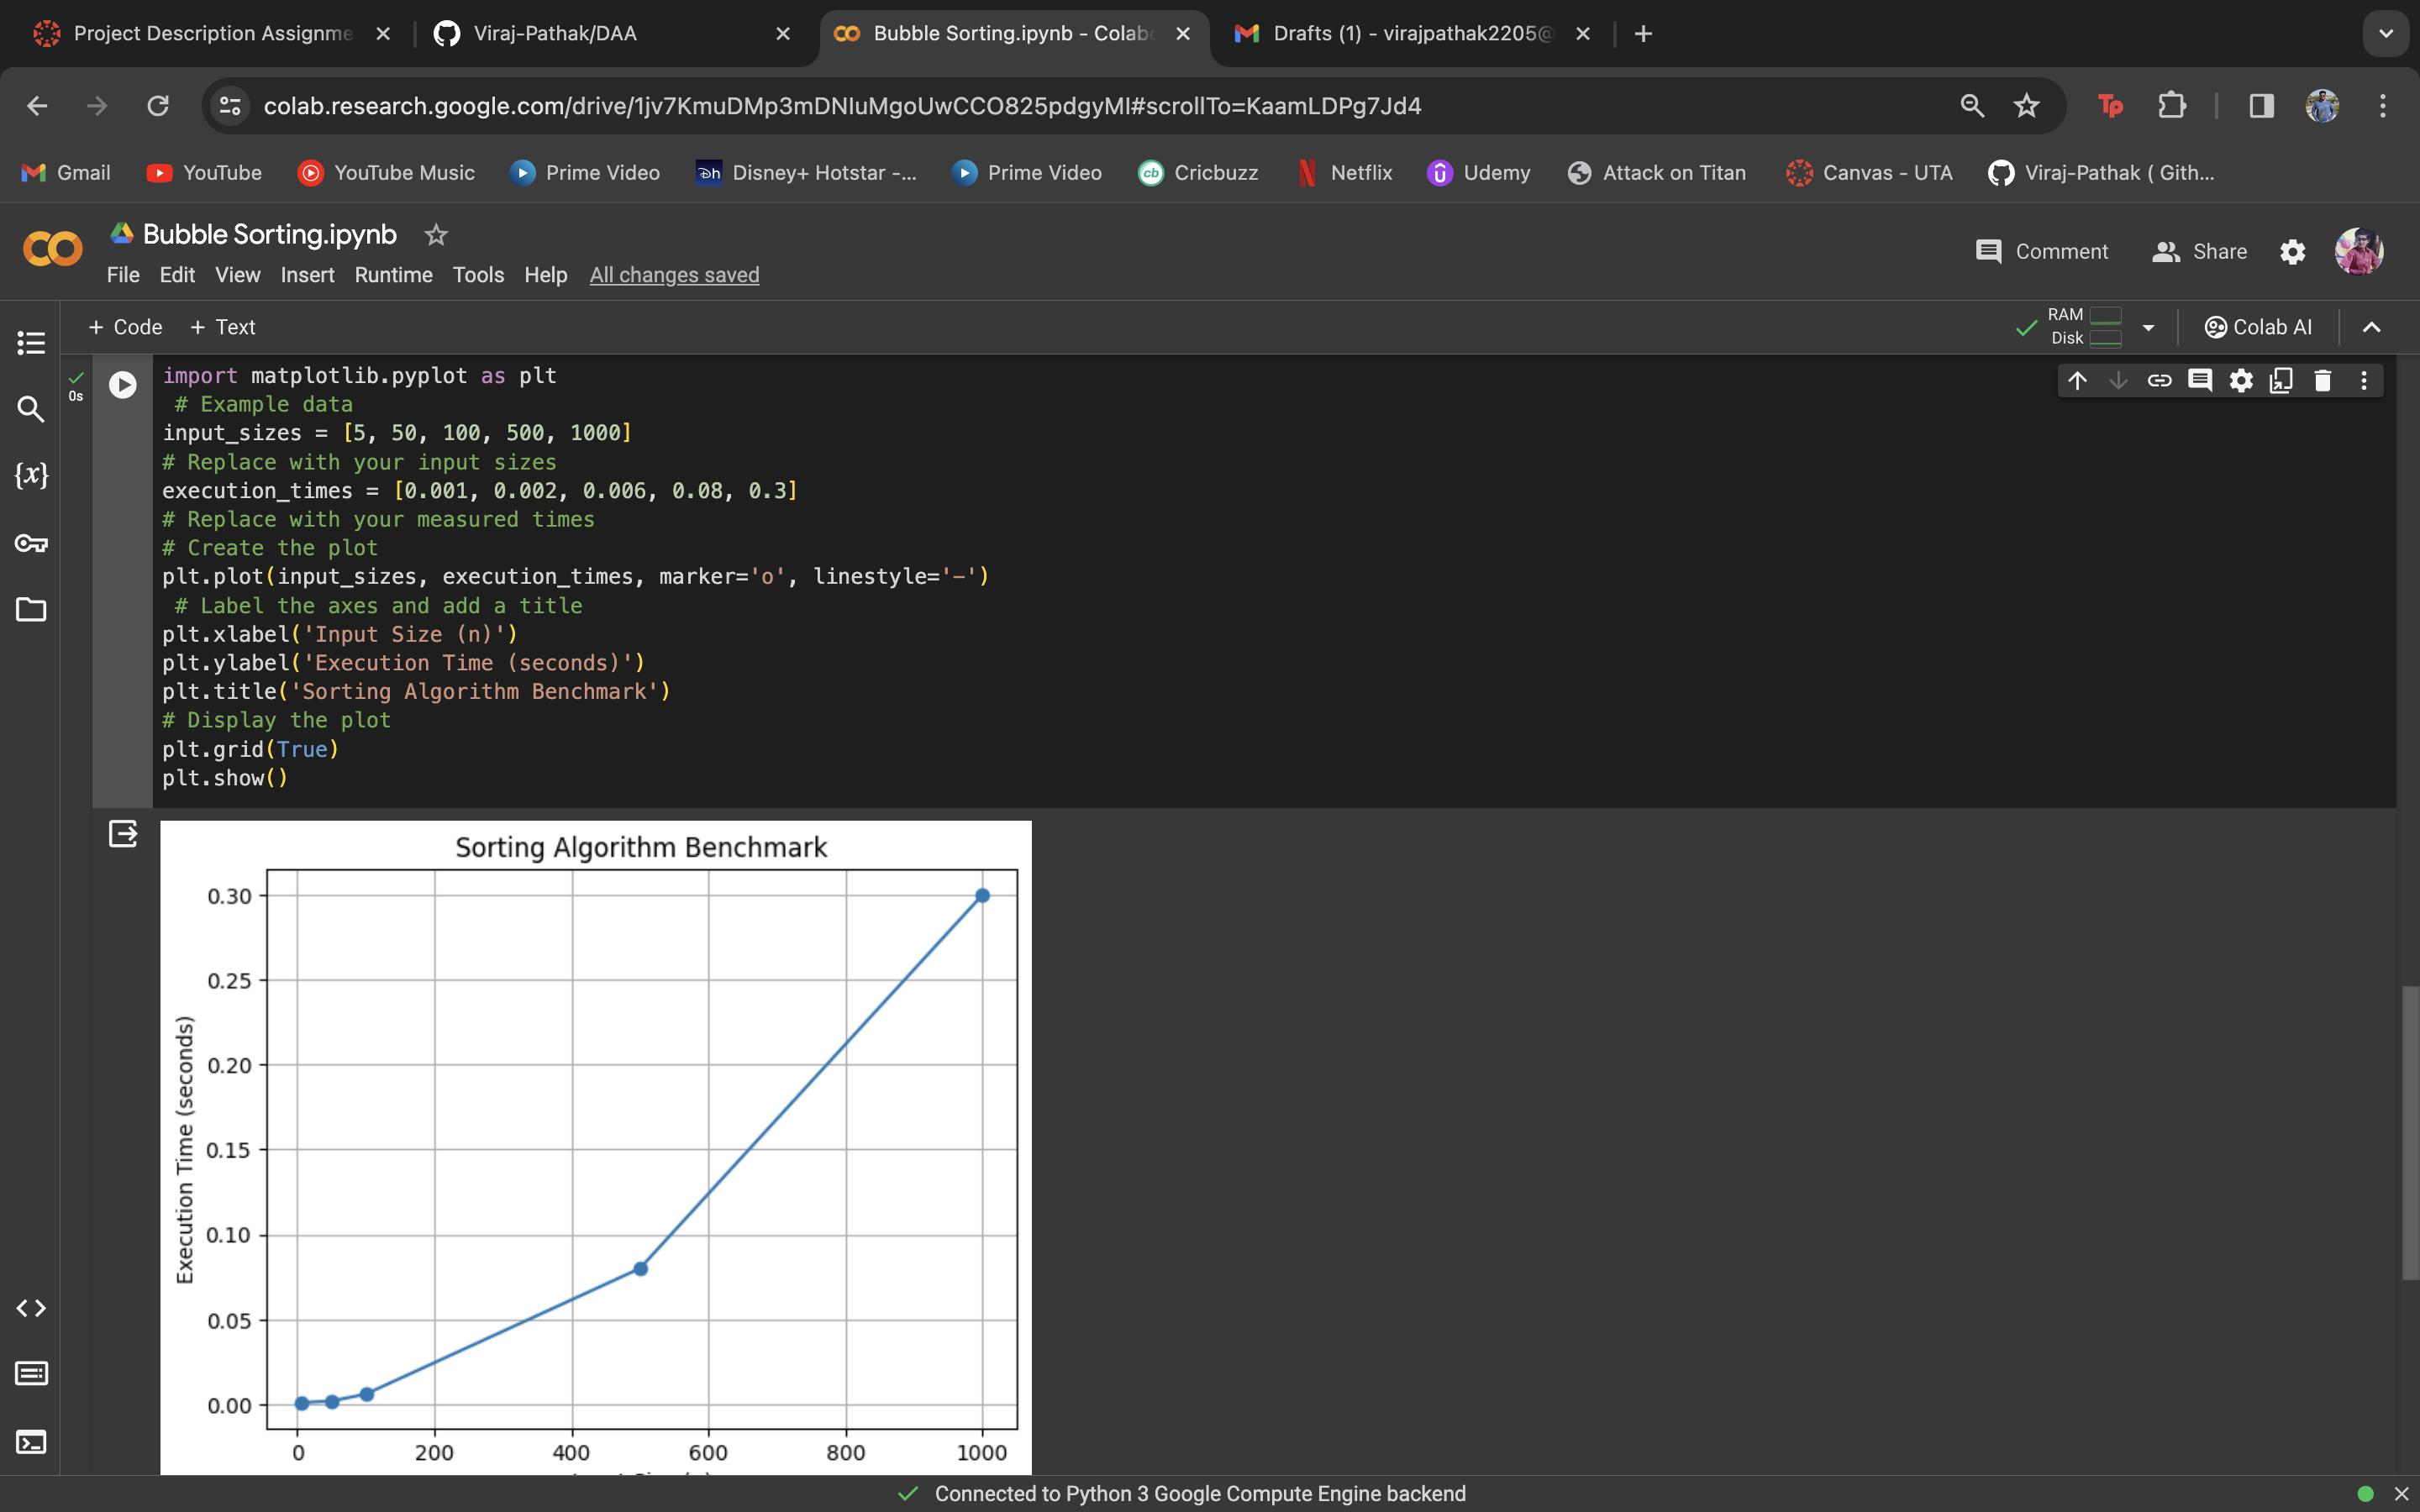 Project Description Assignme
Viraj-Pathak/DAA
Bubble Sorting.ipynb - Colab
Drafts (1) - virajpathak2205@
colab.research.google.com/drive/1jv7KmuDMp3mDNIuMgoUwCCO825pdgyMI#scrollTo=KaamLDPg7Jd4
Tp
Gmail
YouTube
YouTube Music
Prime Video
Disney+ Hotstar -...
Prime Video
Cricbuzz
Netflix
Udemy
Attack on Titan
Canvas - UTA
Viraj-Pathak ( Gith...
Bubble Sorting.ipynb
Comment
Share
File Edit View Insert Runtime Tools Help All changes saved
+ Code + Text
RAM
Disk
Colab AI
0s
import matplotlib.pyplot as plt
# Example data
input_sizes = [5, 50, 100, 500, 1000]
# Replace with your input sizes
execution_times = [0.001, 0.002, 0.006, 0.08, 0.3]
# Replace with your measured times
# Create the plot
plt.plot(input_sizes, execution_times, marker='o', linestyle='-')
# Label the axes and add a title
plt.xlabel('Input Size (n)')
plt.ylabel('Execution Time (seconds)')
plt.title('Sorting Algorithm Benchmark')
# Display the plot
plt.grid(True)
plt.show()
{x}
Sorting Algorithm Benchmark
0.30
0.25
0.20
0.15
0.10
0.05
0.00
Execution Time (seconds)
0 200 400 600 800 1000
Connected to Python 3 Google Compute Engine backend